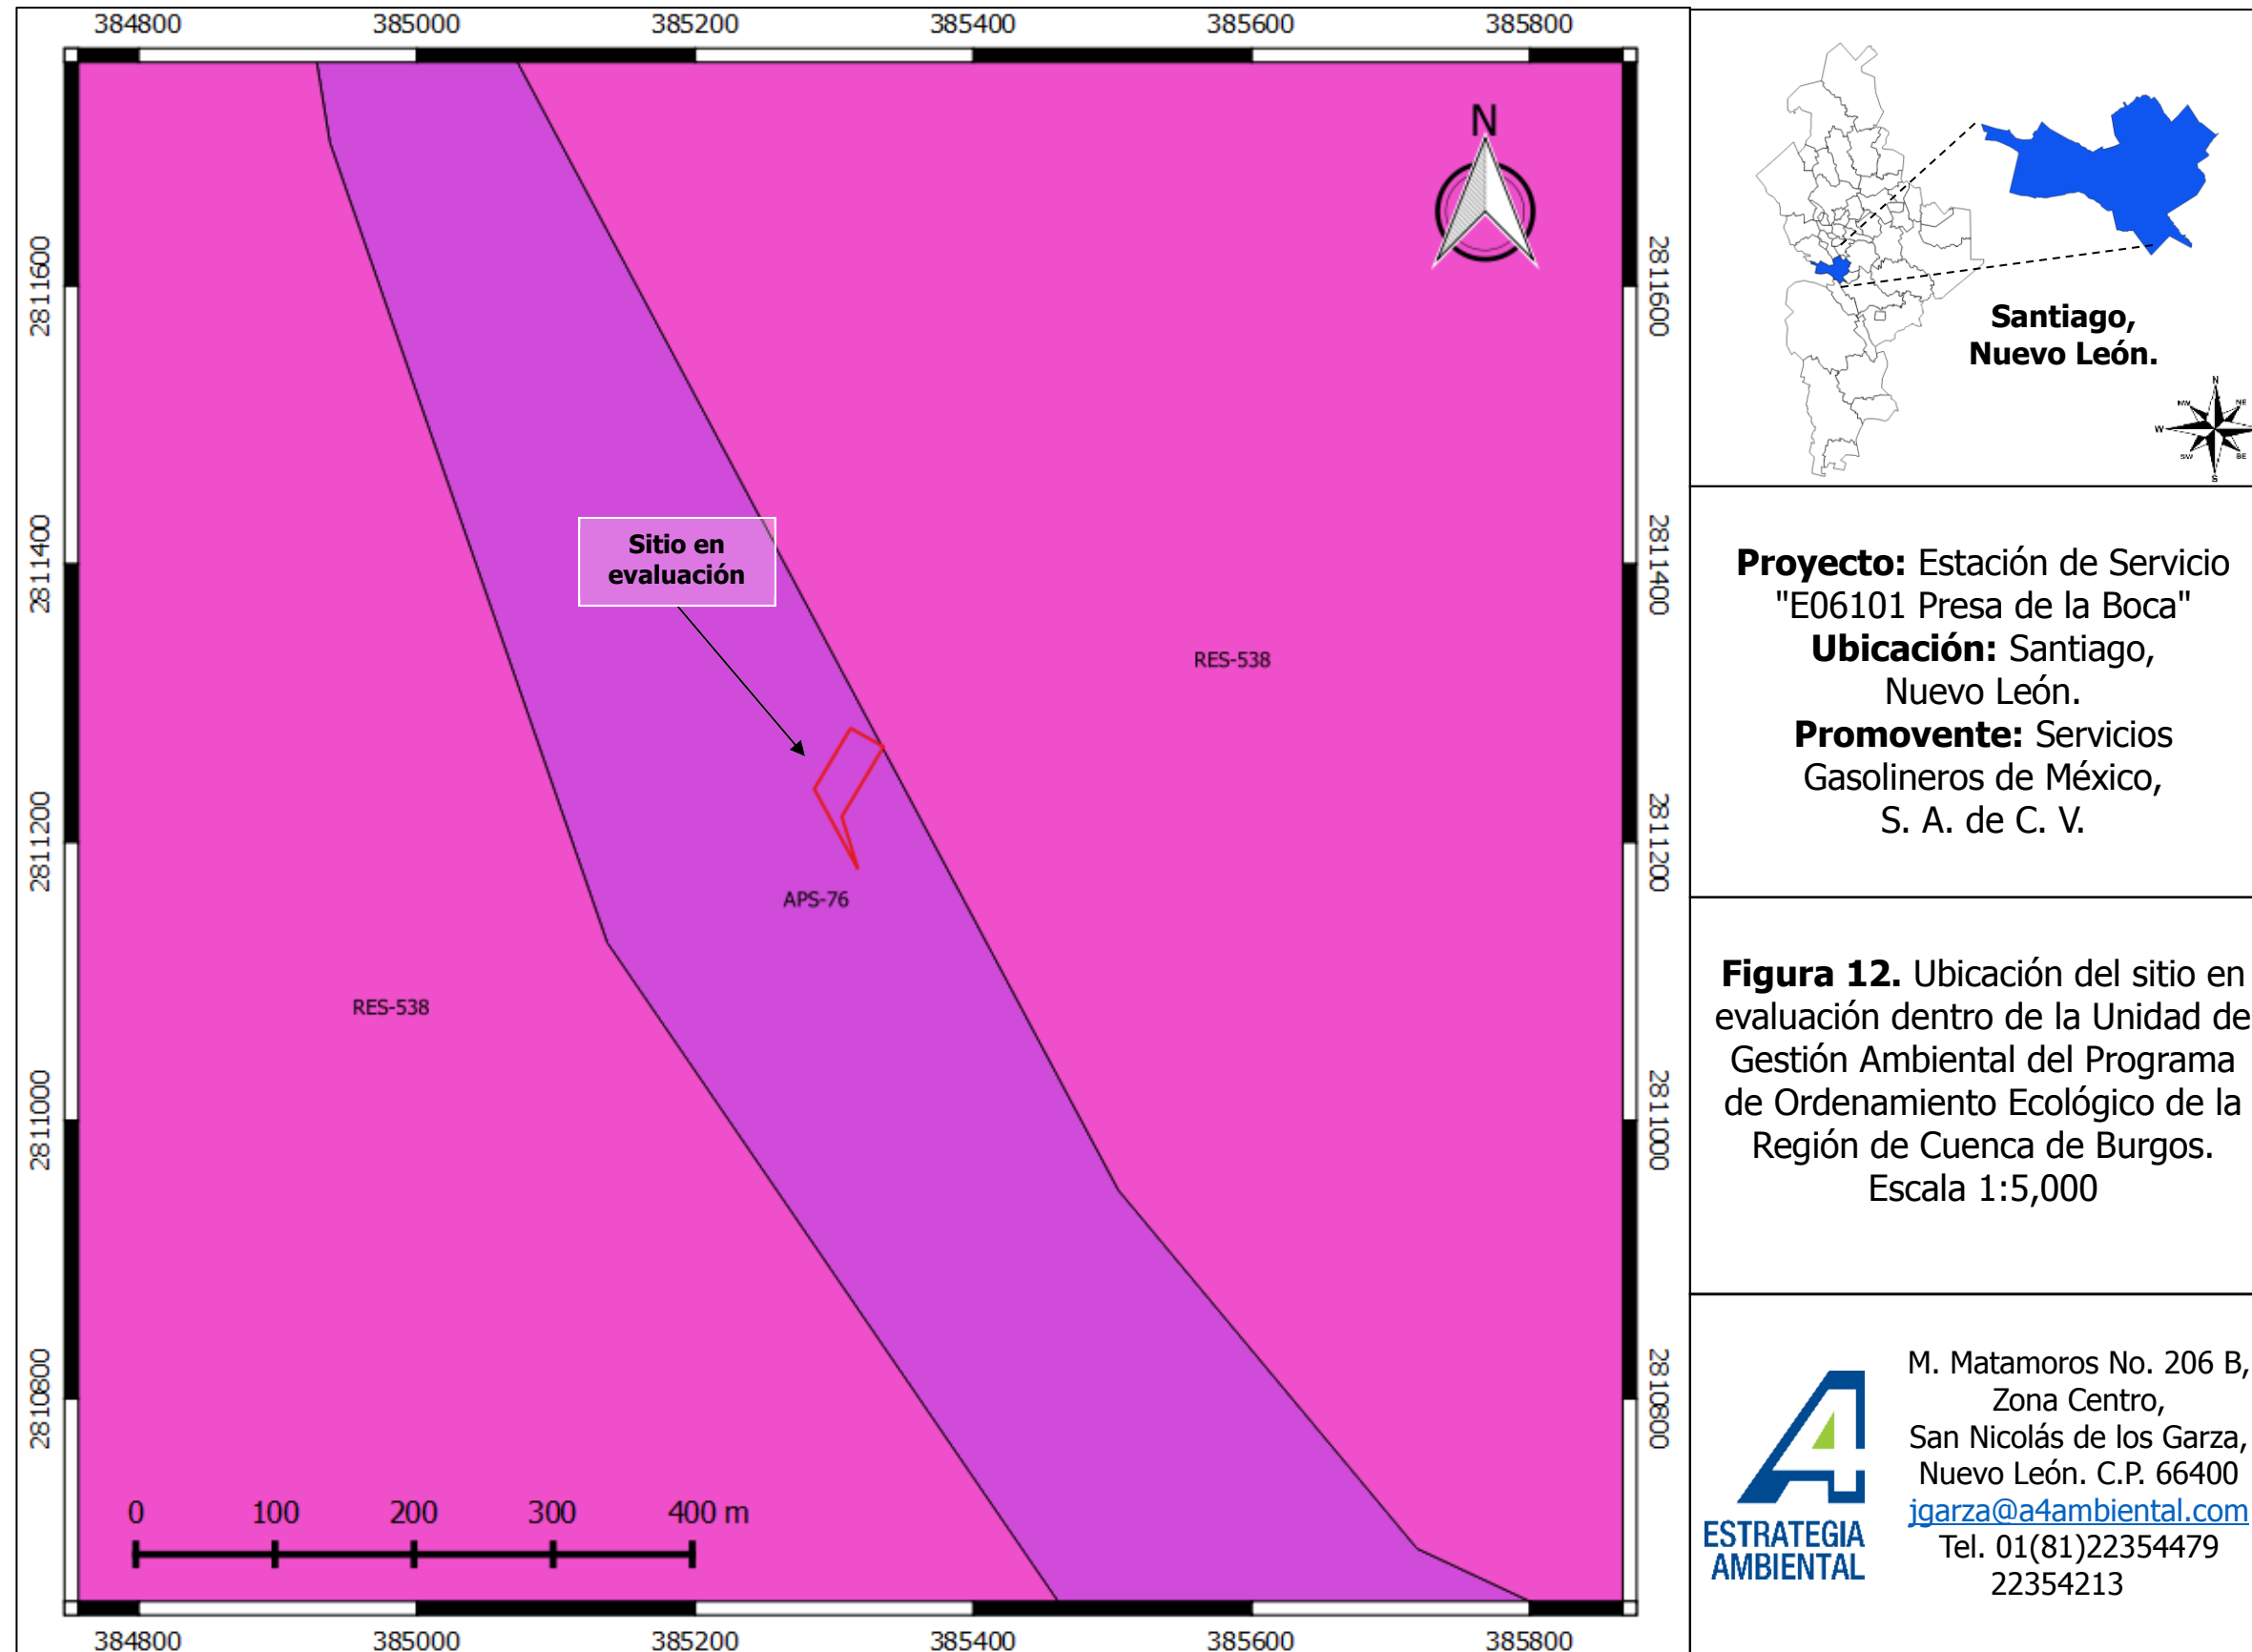 384800 385000 385200 385400 385600 385800
N
2811600
2811400
2811200
2811000
2810800
2811600
2811400
2811200
2811000
2810800
Sitio en
evaluación
RES-538
APS-76
RES-538
0 100 200 300 400 m
384800 385000 385200 385400 385600 385800
Santiago,
Nuevo León.
N
NW NE
W
SW SE
S
Proyecto: Estación de Servicio
"E06101 Presa de la Boca"
Ubicación: Santiago,
Nuevo León.
Promovente: Servicios
Gasolineros de México,
S. A. de C. V.
Figura 12. Ubicación del sitio en
evaluación dentro de la Unidad de
Gestión Ambiental del Programa
de Ordenamiento Ecológico de la
Región de Cuenca de Burgos.
Escala 1:5,000
A4
ESTRATEGIA
AMBIENTAL
M. Matamoros No. 206 B,
Zona Centro,
San Nicolás de los Garza,
Nuevo León. C.P. 66400
jgarza@a4ambiental.com
Tel. 01(81)22354479
22354213